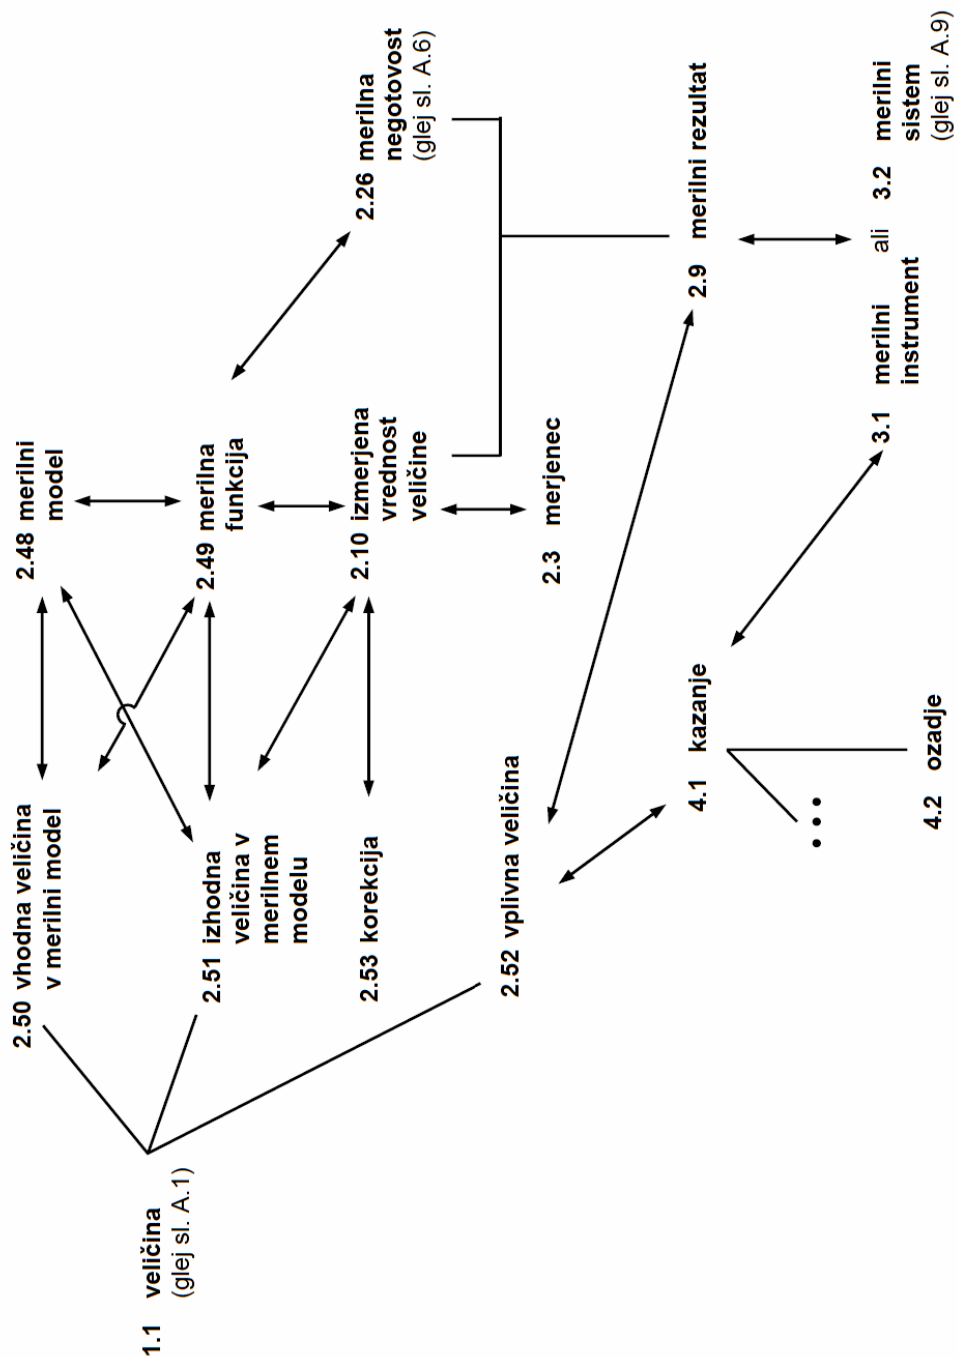 1.1 veličina
(glej sl. A.1)
2.50 vhodna veličina
v merilni model
2.51 izhodna
veličina v
merilnem
modelu
2.53 korekcija
2.52 vplivna veličina
2.48 merilni
model
2.49 merilna
funkcija
2.10 izmerjena
vrednost
veličine
2.3 merjenec
2.26 merilna
negotovost
(glej sl. A.6)
2.9 merilni rezultat
4.1 kazanje
• • •
4.2 ozadje
3.1 merilni
instrument
ali
3.2 merilni
sistem
(glej sl. A.9)